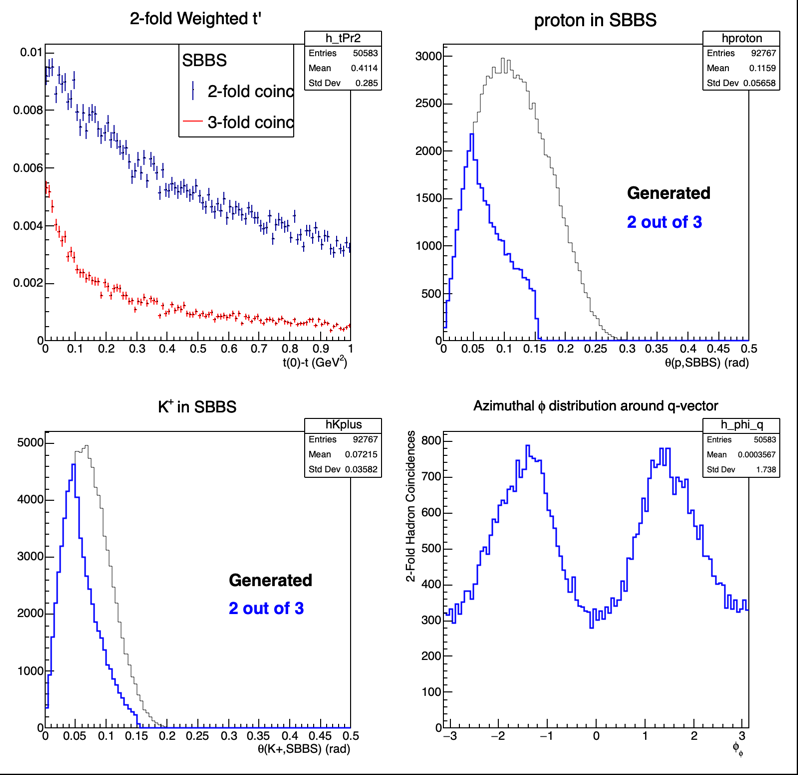 2-fold Weighted t'
h_tPr2
Entries 50583
Mean 0.4114
Std Dev 0.285
SBBS
2-fold coinc
3-fold coinc
0.01
0.008
0.006
0.004
0.002
0
0 0.1 0.2 0.3 0.4 0.5 0.6 0.7 0.8 0.9 1
t(0)-t (GeV²)
proton in SBBS
hproton
Entries 92767
Mean 0.1159
Std Dev 0.05658
3000
2500
2000
1500
1000
500
0
Generated
2 out of 3
0 0.05 0.1 0.15 0.2 0.25 0.3 0.35 0.4 0.45 0.5
θ(p,SBBS) (rad)
K⁺ in SBBS
hKplus
Entries 92767
Mean 0.07215
Std Dev 0.03582
5000
4000
3000
2000
1000
0
Generated
2 out of 3
0 0.05 0.1 0.15 0.2 0.25 0.3 0.35 0.4 0.45 0.5
θ(K+,SBBS) (rad)
Azimuthal ϕ distribution around q-vector
h_phi_q
Entries 50583
Mean 0.0003567
Std Dev 1.738
2-Fold Hadron Coincidences
800
700
600
500
400
300
200
100
0
−3 −2 −1 0 1 2 3
ϕ_ϕ